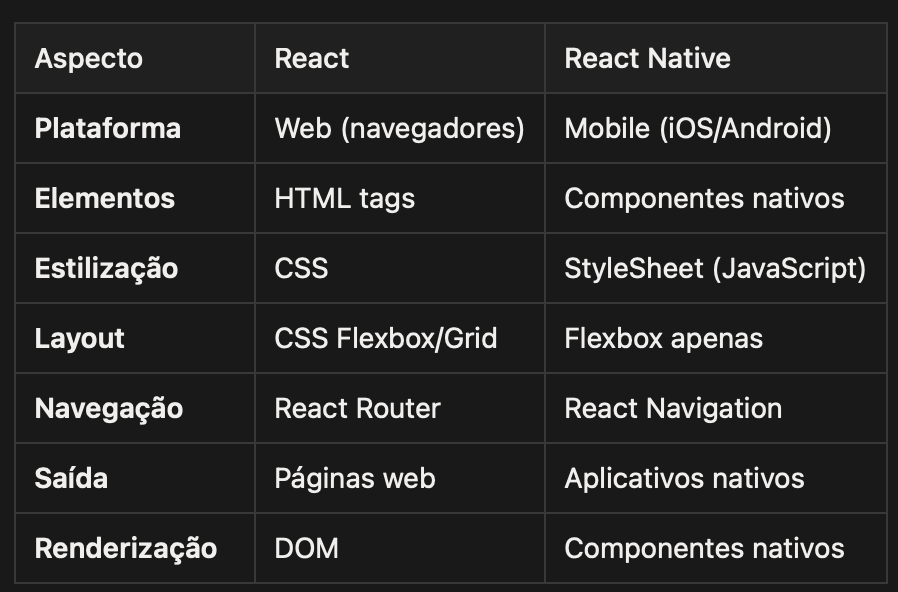 Aspecto React React Native
Plataforma Web (navegadores) Mobile (iOS/Android)
Elementos HTML tags Componentes nativos
Estilização CSS StyleSheet (JavaScript)
Layout CSS Flexbox/Grid Flexbox apenas
Navegação React Router React Navigation
Saída Páginas web Aplicativos nativos
Renderização DOM Componentes nativos